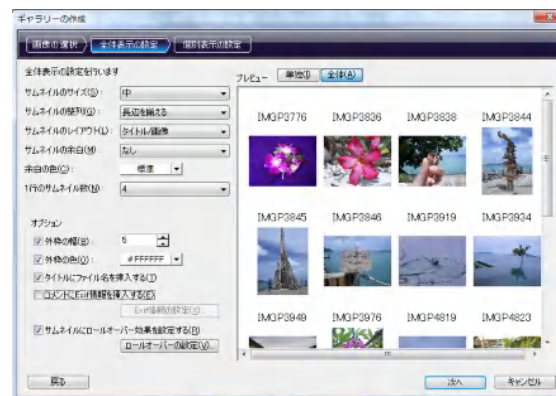 ギャラリーの作成
画像の選択 全体表示の設定 個別表示の設定
全体表示の設定を行います
サムネイルのサイズ(S): 中
サムネイルの整列(G): 長辺を揃える
サムネイルのレイアウト(L): タイトル/画像
サムネイルの余白(M) なし
余白の色(C): 標準
1行のサムネイル数(N) 4
オプション
外枠の幅(B): 5
外枠の色(O): #FFFFFF
タイトルにファイル名を挿入する(T)
コメントにExif情報を挿入する(E)
Exif情報の設定(X)...
サムネイルにロールオーバー効果を設定する(R)
ロールオーバーの設定(V)...
プレビュー 単独(I) 全体(A)
IMGP3776 IMGP3836 IMGP3838 IMGP3844
IMGP3845 IMGP3846 IMGP3919 IMGP3934
IMGP3949 IMGP3976 IMGP4819 IMGP4823
戻る 次へ キャンセル